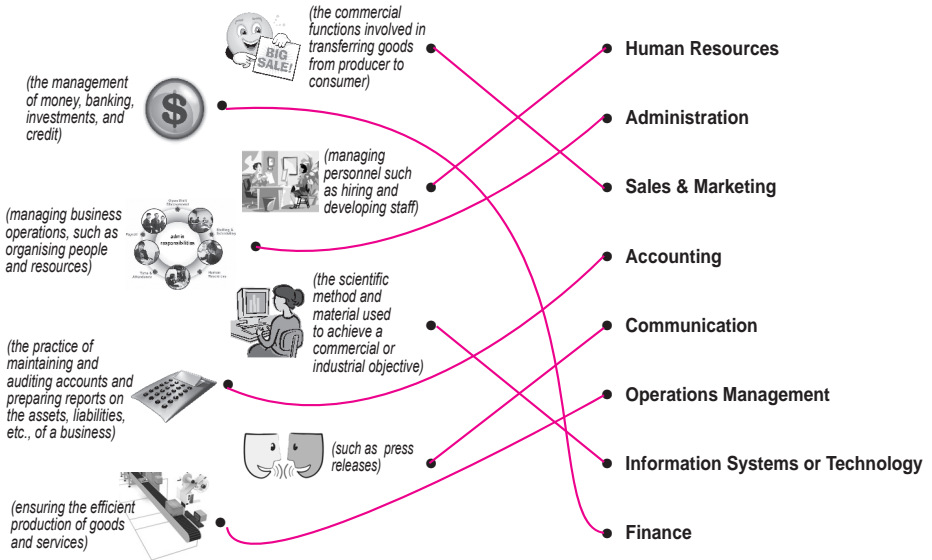 (the commercial
functions involved in
transferring goods
from producer to
consumer)
BIG
SALE!
(the management
of money, banking,
investments, and
credit)
$
(managing
personnel such
as hiring and
developing staff)
(managing business
operations, such as
organising people
and resources)
admin
responsibilities
Payroll
(the scientific
method and
material used
to achieve a
commercial or
industrial objective)
(the practice of
maintaining and
auditing accounts and
preparing reports on
the assets, liabilities,
etc., of a business)
(such as press
releases)
(ensuring the efficient
production of goods
and services)
Human Resources
Administration
Sales & Marketing
Accounting
Communication
Operations Management
Information Systems or Technology
Finance